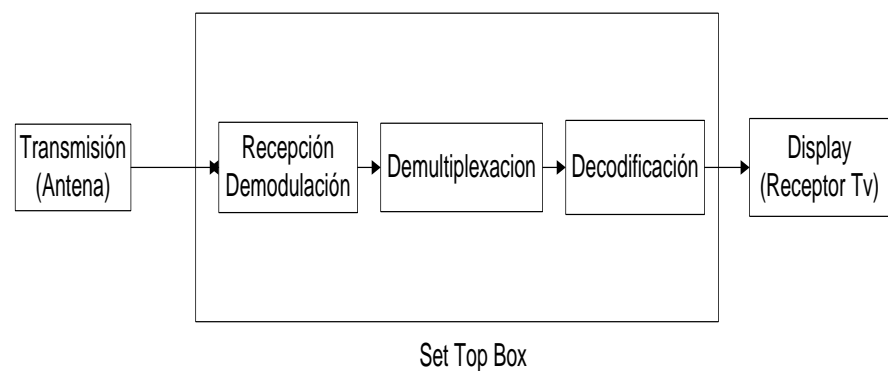 Transmisión
(Antena)
Recepción
Demodulación
Demultiplexacion
Decodificación
Display
(Receptor Tv)
Set Top Box